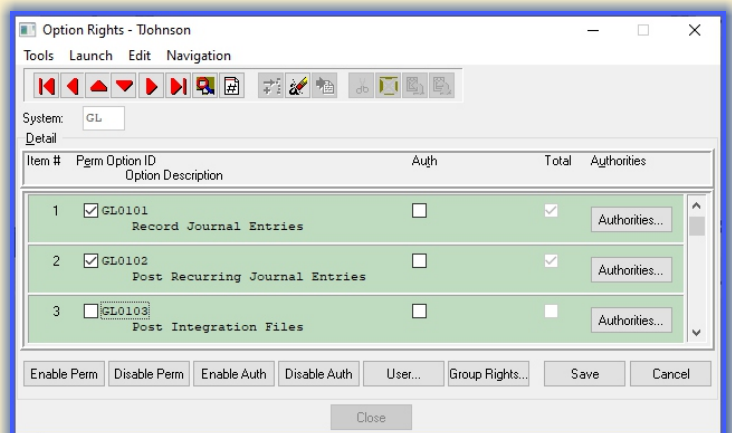 Option Rights - TJohnson
Tools Launch Edit Navigation
System: GL
Detail
Item # Perm Option ID Auth Total Authorities
Option Description
1 GL0101 Authorities...
Record Journal Entries
2 GL0102 Authorities...
Post Recurring Journal Entries
3 GL0103 Authorities...
Post Integration Files
Enable Perm Disable Perm Enable Auth Disable Auth User... Group Rights... Save Cancel
Close